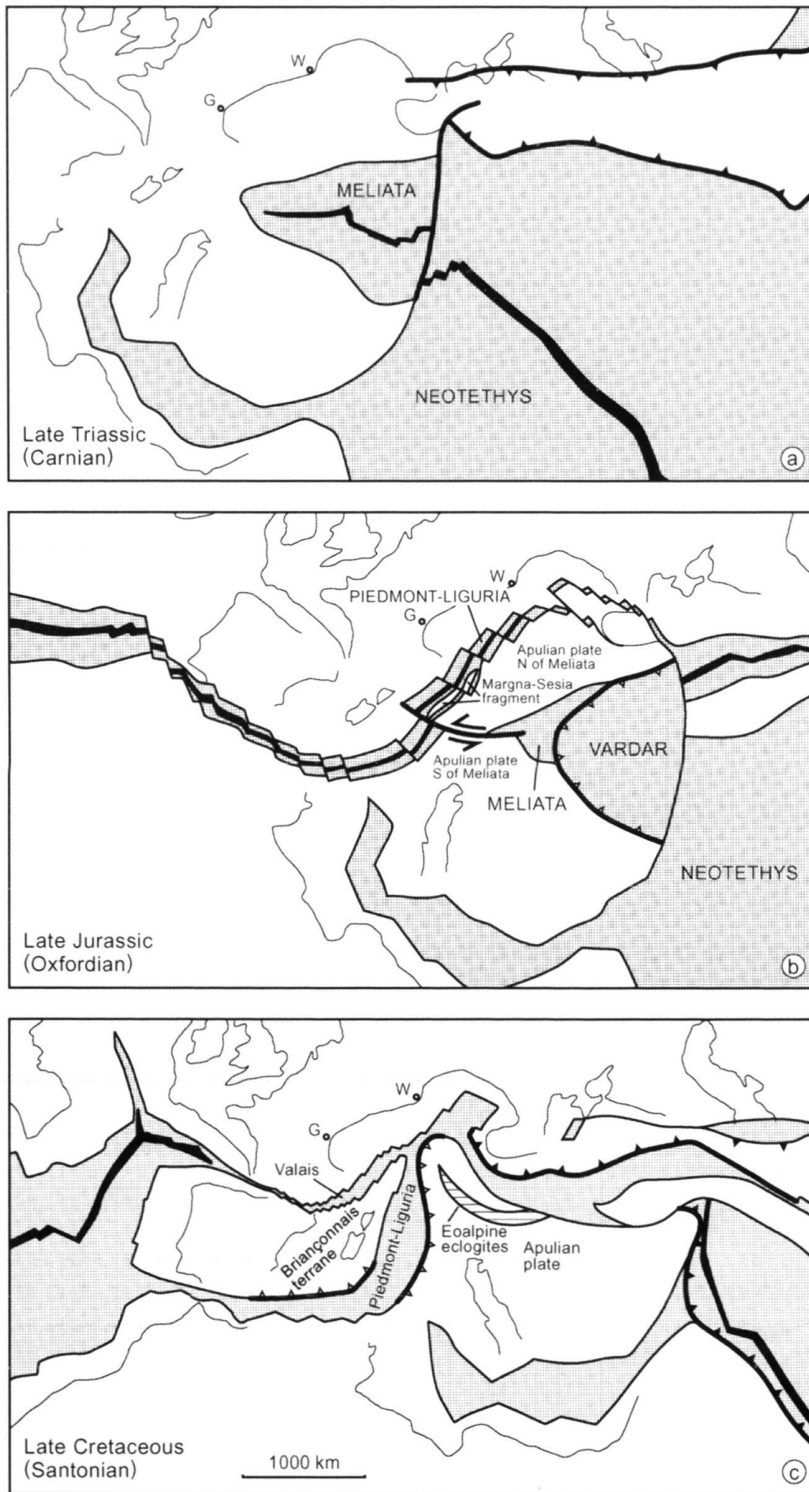 W
G
MELIATA
NEOTETHYS
Late Triassic
(Carnian)
a
W
PIEDMONT-LIGURIA
G
Apulian plate
N of Meliata
Margna-Sesia
fragment
VARDAR
Apulian plate
S of Meliata
MELIATA
NEOTETHYS
Late Jurassic
(Oxfordian)
b
W
G
Valais
Briançonnais
terrane
Piedmont-Liguria
Eoalpine
eclogites
Apulian
plate
Late Cretaceous
(Santonian)
1000 km
c